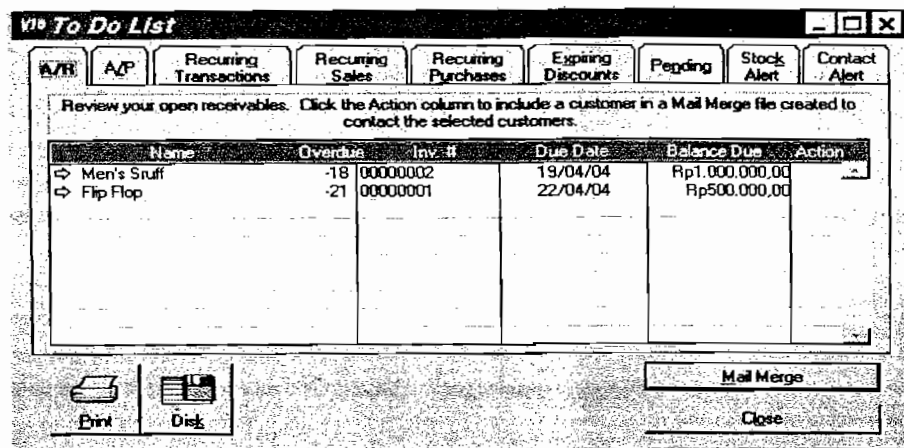 To Do List
A/R
A/P
Recurring Transactions
Recurring Sales
Recurring Purchases
Expiring Discounts
Pending
Stock Alert
Contact Alert
Review your open receivables. Click the Action column to include a customer in a Mail Merge file created to
contact the selected customers.
Name Overdue Inv. # Due Date Balance Due Action
Men's Sruff -18 00000002 19/04/04 Rp1.000.000,00
Flip Flop -21 00000001 22/04/04 Rp500.000,00
Print
Disk
Mail Merge
Close